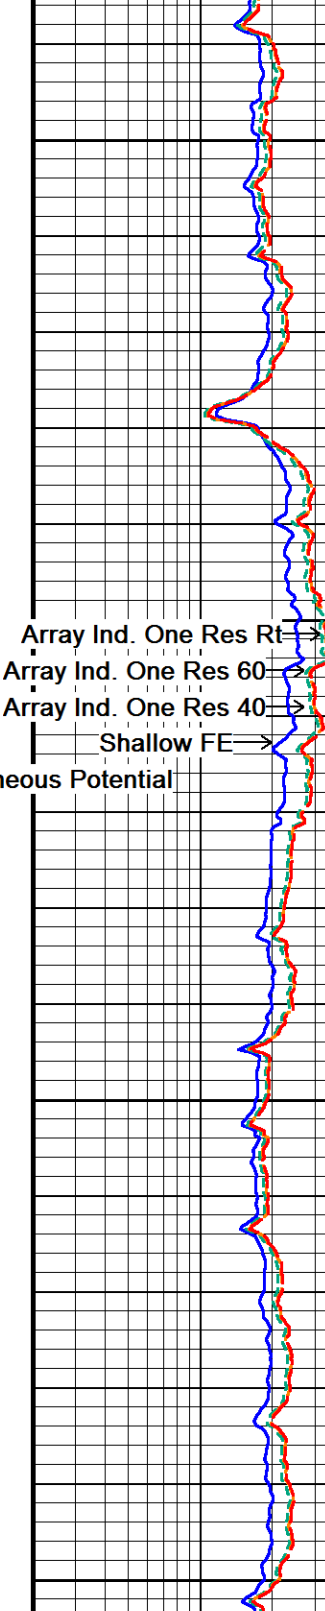 Array Ind. One Res Rt
Array Ind. One Res 60
Array Ind. One Res 40
Shallow FE
neous Potential